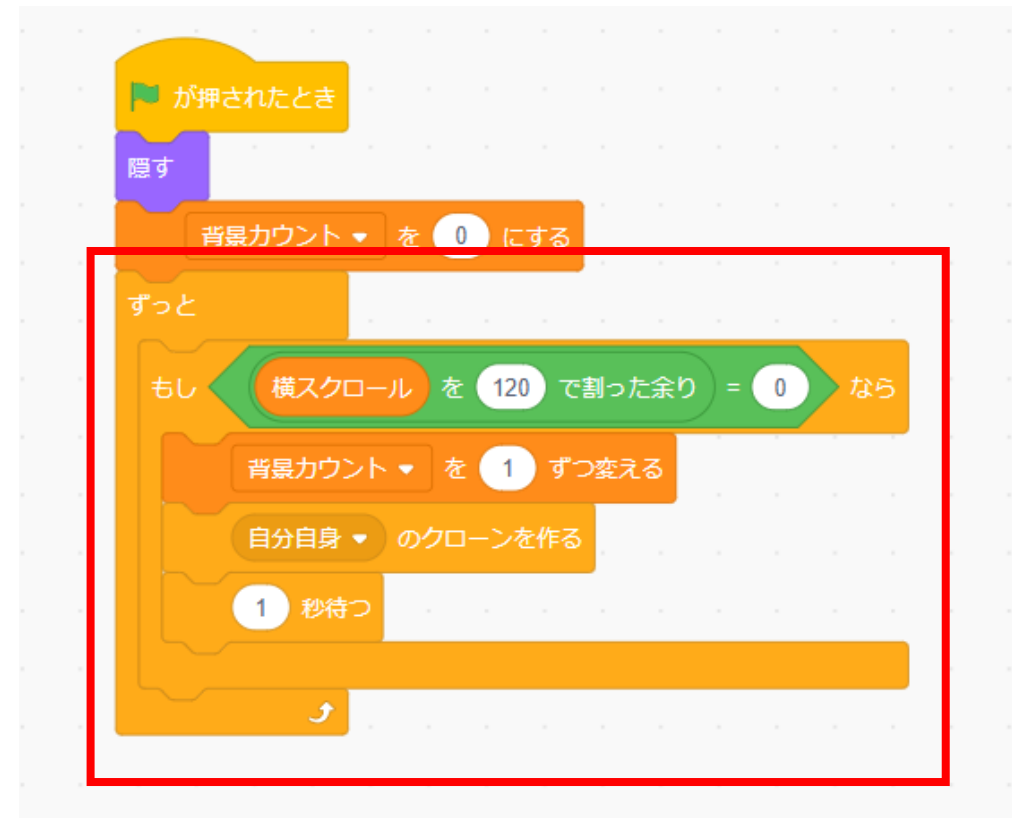 が押されたとき
隠す
背景カウント を 0 にする
ずっと
もし 横スクロール を 120 で割った余り = 0 なら
背景カウント を 1 ずつ変える
自分自身 のクローンを作る
1 秒待つ